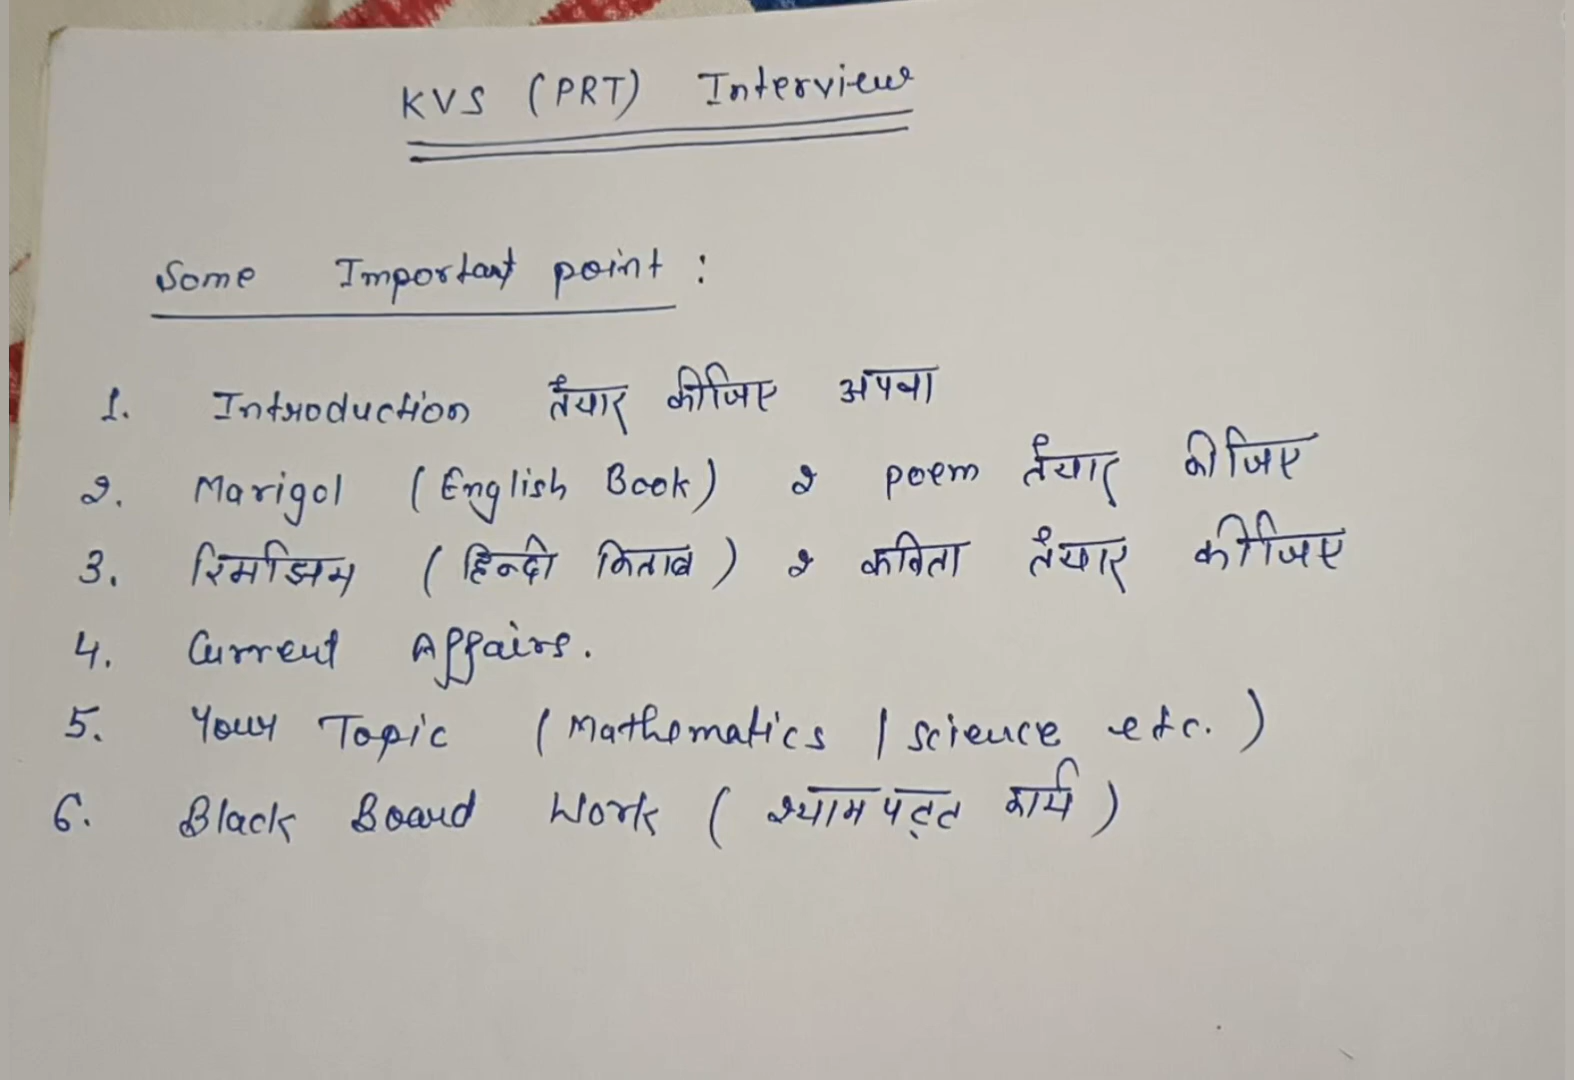 KVS (PRT) Interview
Some Important point :
1. Introduction तैयार कीजिए अपना
2. Marigol (English Book) 2 poem तैयार कीजिए
3. रिमझिम (हिन्दी किताब) 2 कविता तैयार कीजिए
4. Current Affairs.
5. Your Topic (Mathematics / science etc.)
6. Black Board Work (श्यामपट्ट कार्य)